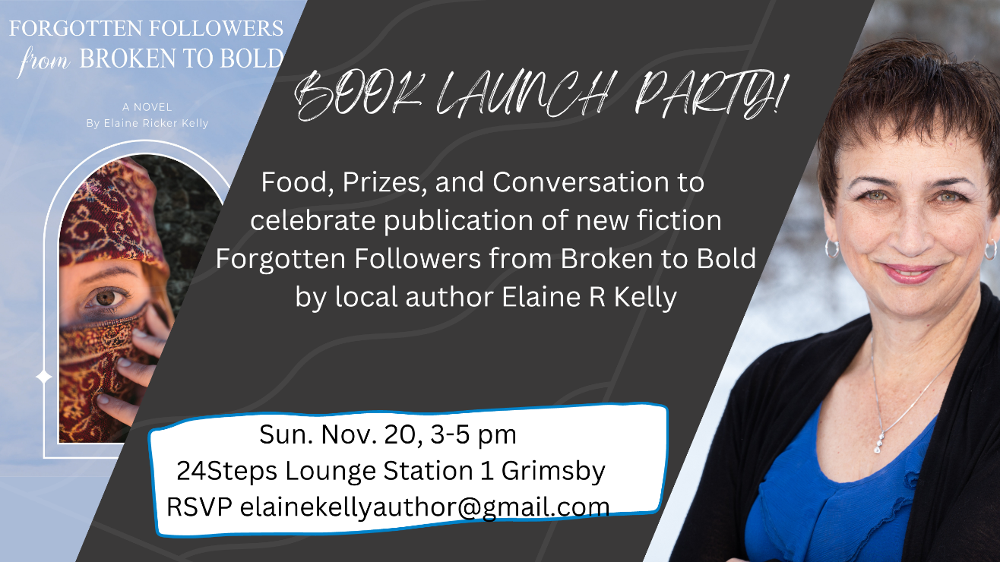 FORGOTTEN FOLLOWERS
from BROKEN TO BOLD
A NOVEL
By Elaine Ricker Kelly
BOOK LAUNCH PARTY!
Food, Prizes, and Conversation to
celebrate publication of new fiction
Forgotten Followers from Broken to Bold
by local author Elaine R Kelly
Sun. Nov. 20, 3-5 pm
24Steps Lounge Station 1 Grimsby
RSVP elainekellyauthor@gmail.com